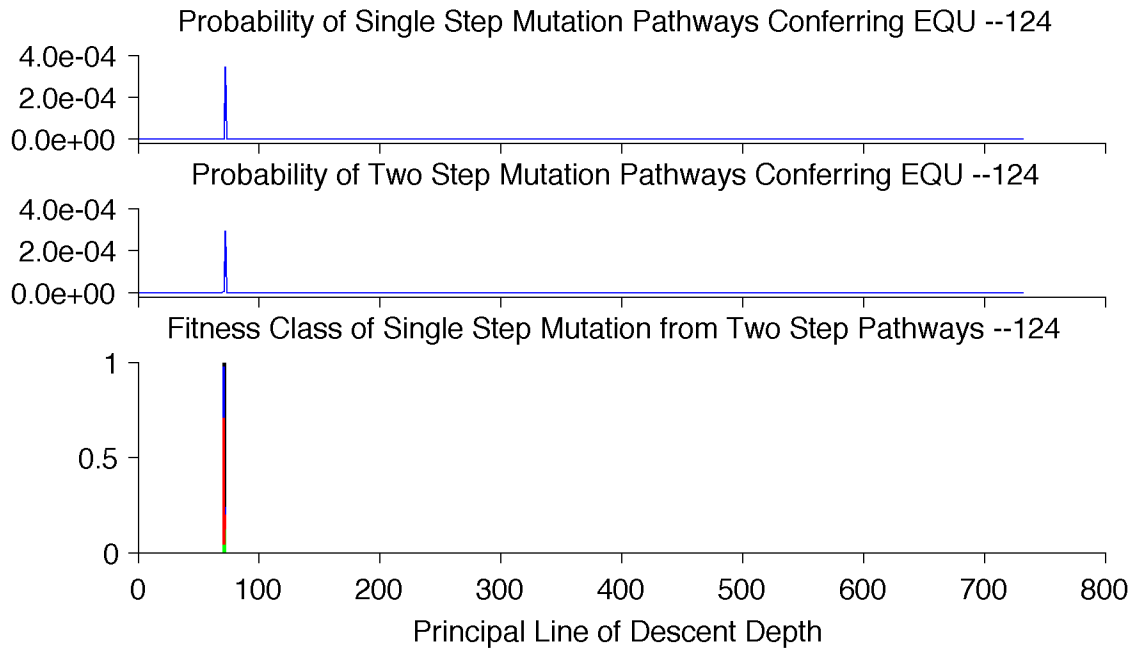 Probability of Single Step Mutation Pathways Conferring EQU --124
4.0e-04
2.0e-04
0.0e+00
Probability of Two Step Mutation Pathways Conferring EQU --124
4.0e-04
2.0e-04
0.0e+00
Fitness Class of Single Step Mutation from Two Step Pathways --124
1
0.5
0
0 100 200 300 400 500 600 700 800
Principal Line of Descent Depth